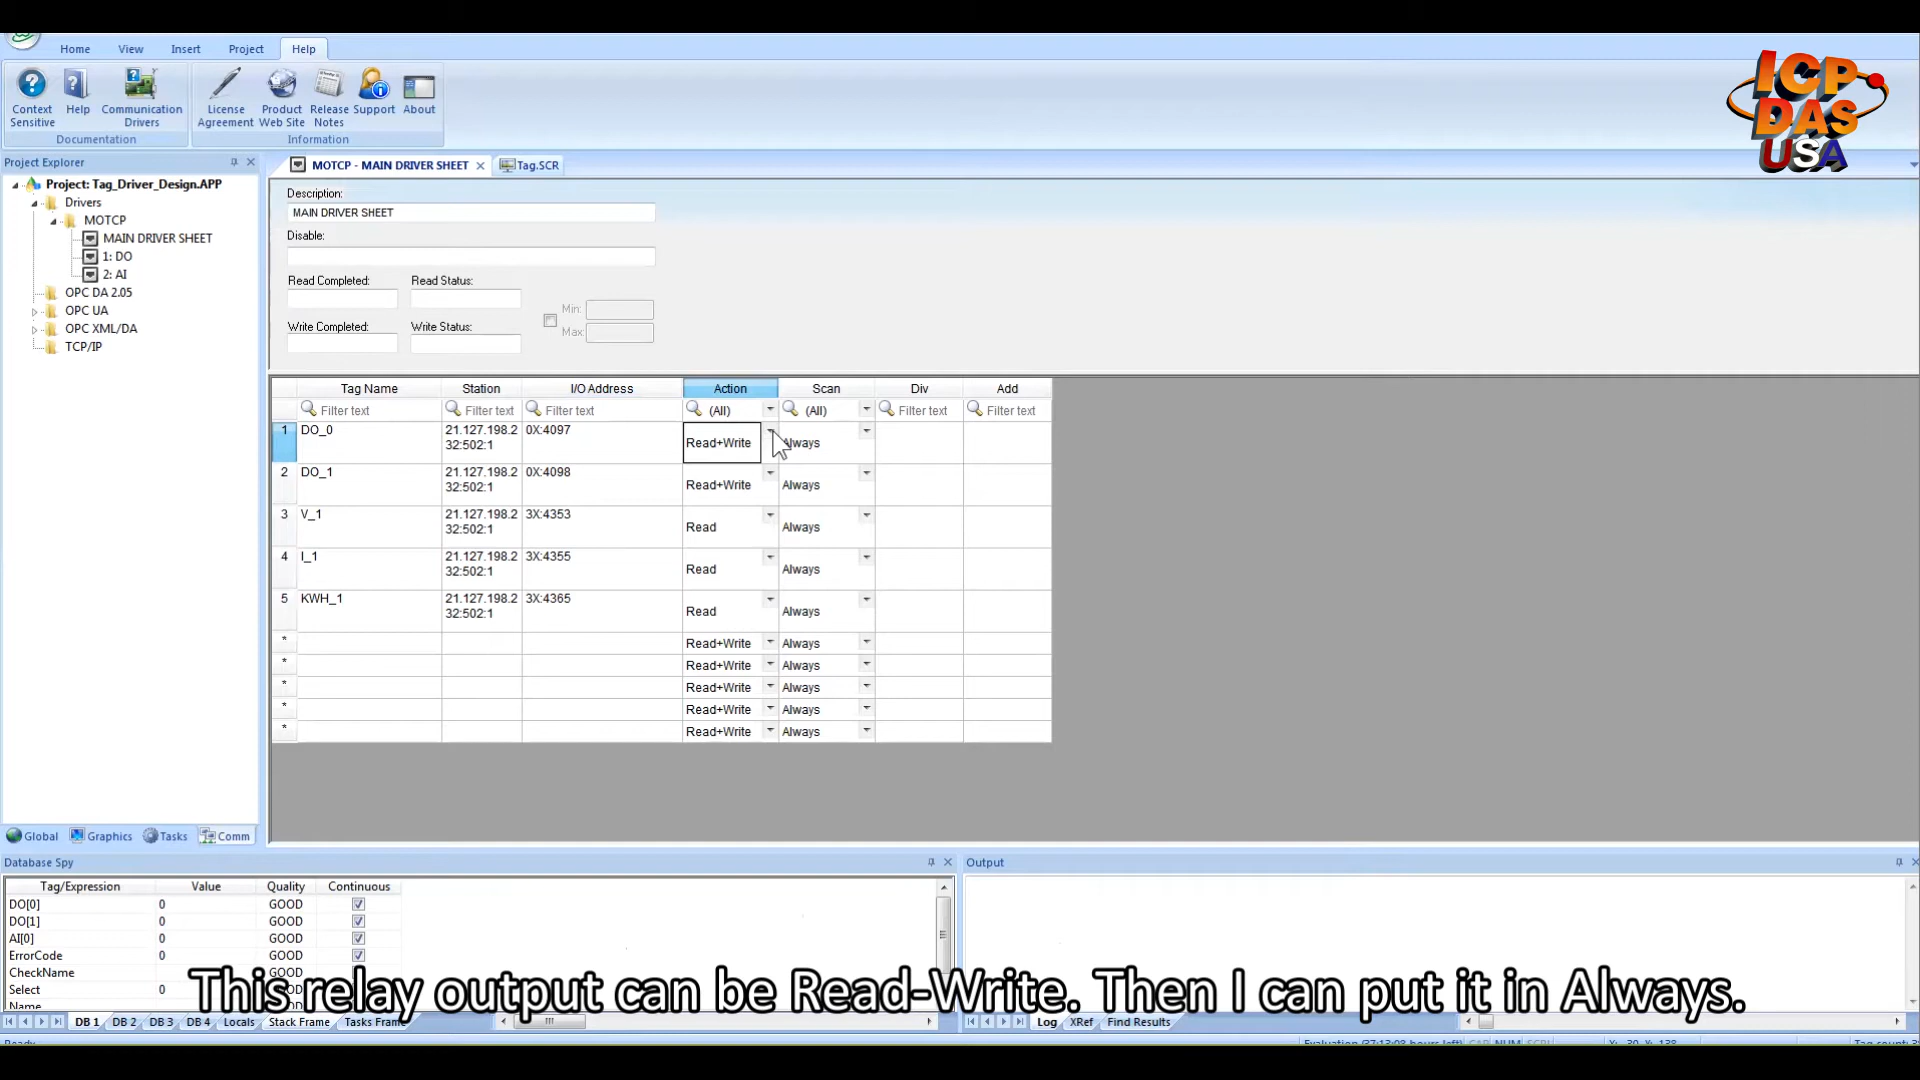 Home View Insert Project Help
Context Sensitive
Help
Communication Drivers
License Agreement
Product Web Site
Release Notes
Support
About
Documentation
Information
ICP
DAS
USA
Project Explorer
MOTCP - MAIN DRIVER SHEET
Tag.SCR
Project: Tag_Driver_Design.APP
Drivers
MOTCP
MAIN DRIVER SHEET
1: DO
2: AI
OPC DA 2.05
OPC UA
OPC XML/DA
TCP/IP
Description:
MAIN DRIVER SHEET
Disable:
Read Completed: Read Status:
Min:
Write Completed: Write Status:
Max:
Tag Name Station I/O Address Action Scan Div Add
Filter text Filter text Filter text (All) (All) Filter text Filter text
1 DO_0 21.127.198.2 32:502:1 0X:4097 Read+Write Always
2 DO_1 21.127.198.2 32:502:1 0X:4098 Read+Write Always
3 V_1 21.127.198.2 32:502:1 3X:4353 Read Always
4 I_1 21.127.198.2 32:502:1 3X:4355 Read Always
5 KWH_1 21.127.198.2 32:502:1 3X:4365 Read Always
* Read+Write Always
* Read+Write Always
* Read+Write Always
* Read+Write Always
* Read+Write Always
Global Graphics Tasks Comm
Database Spy
Tag/Expression Value Quality Continuous
DO[0] 0 GOOD
DO[1] 0 GOOD
AI[0] 0 GOOD
ErrorCode 0 GOOD
CheckName GOOD
Select 0 GOOD
Name
DB 1 DB 2 DB 3 DB 4 Locals Stack Frame Tasks Frame
Output
Log XRef Find Results
This relay output can be Read-Write. Then I can put it in Always.